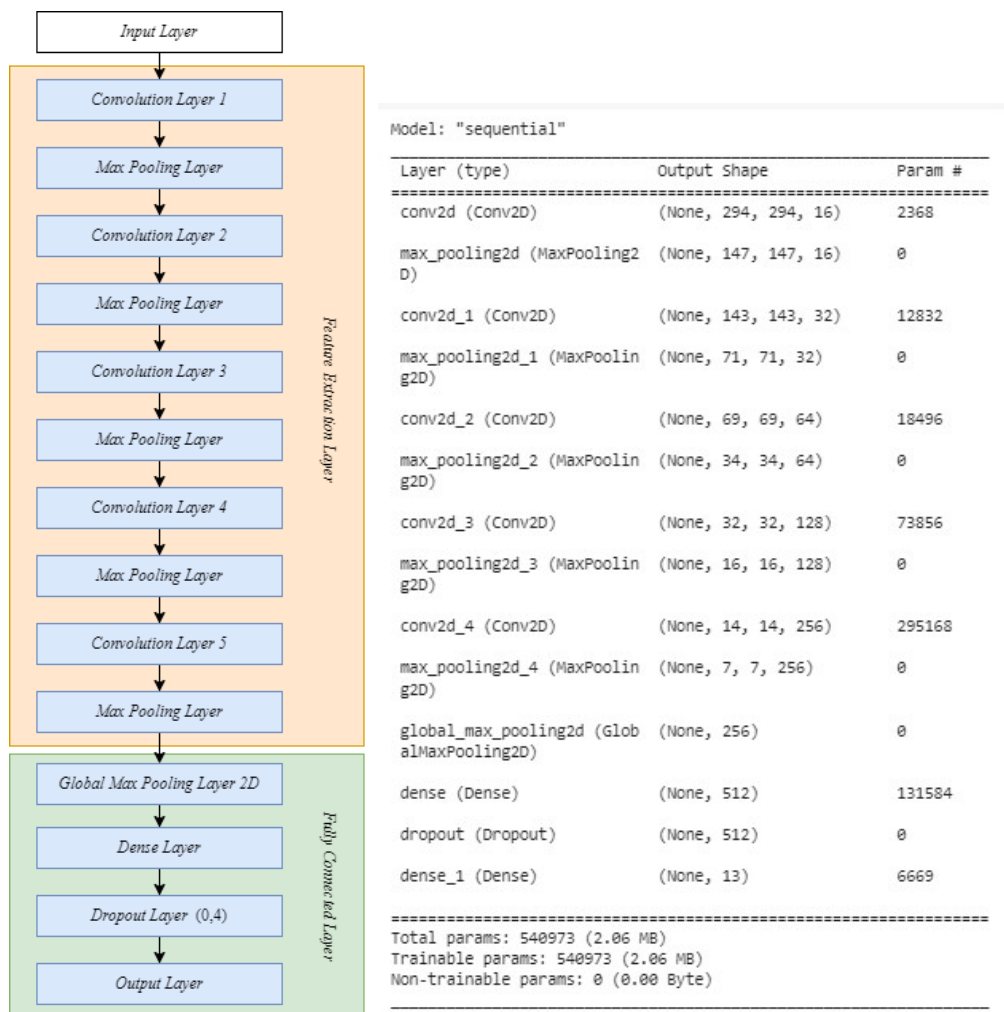 Input Layer
Convolution Layer 1
Max Pooling Layer
Convolution Layer 2
Max Pooling Layer
Convolution Layer 3
Max Pooling Layer
Convolution Layer 4
Max Pooling Layer
Convolution Layer 5
Max Pooling Layer
Feature Extraction Layer
Global Max Pooling Layer 2D
Dense Layer
Dropout Layer (0,4)
Output Layer
Fully Connected Layer
Model: "sequential"
Layer (type) Output Shape Param #
conv2d (Conv2D) (None, 294, 294, 16) 2368
max_pooling2d (MaxPooling2 (None, 147, 147, 16) 0
D)
conv2d_1 (Conv2D) (None, 143, 143, 32) 12832
max_pooling2d_1 (MaxPoolin (None, 71, 71, 32) 0
g2D)
conv2d_2 (Conv2D) (None, 69, 69, 64) 18496
max_pooling2d_2 (MaxPoolin (None, 34, 34, 64) 0
g2D)
conv2d_3 (Conv2D) (None, 32, 32, 128) 73856
max_pooling2d_3 (MaxPoolin (None, 16, 16, 128) 0
g2D)
conv2d_4 (Conv2D) (None, 14, 14, 256) 295168
max_pooling2d_4 (MaxPoolin (None, 7, 7, 256) 0
g2D)
global_max_pooling2d (Glob (None, 256) 0
alMaxPooling2D)
dense (Dense) (None, 512) 131584
dropout (Dropout) (None, 512) 0
dense_1 (Dense) (None, 13) 6669
Total params: 540973 (2.06 MB)
Trainable params: 540973 (2.06 MB)
Non-trainable params: 0 (0.00 Byte)